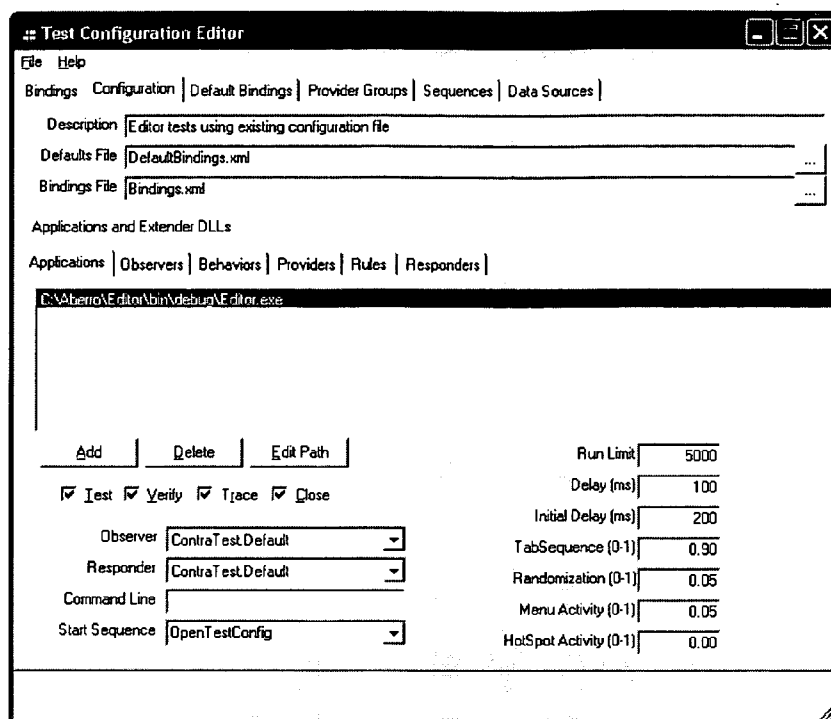 Test Configuration Editor
File Help
Bindings Configuration Default Bindings Provider Groups Sequences Data Sources
Description Editor tests using existing configuration file
Defaults File DefaultBindings.xml ...
Bindings File Bindings.xml ...
Applications and Extender DLLs
Applications Observers Behaviors Providers Rules Responders
C:\Aberro\Editor\bin\debug\Editor.exe
Add Delete Edit Path
Test Verify Trace Close
Observer ContraTest.Default
Responder ContraTest.Default
Command Line
Start Sequence OpenTestConfig
Run Limit 5000
Delay (ms) 100
Initial Delay (ms) 200
TabSequence (0-1) 0.90
Randomization (0-1) 0.05
Menu Activity (0-1) 0.05
HotSpot Activity (0-1) 0.00